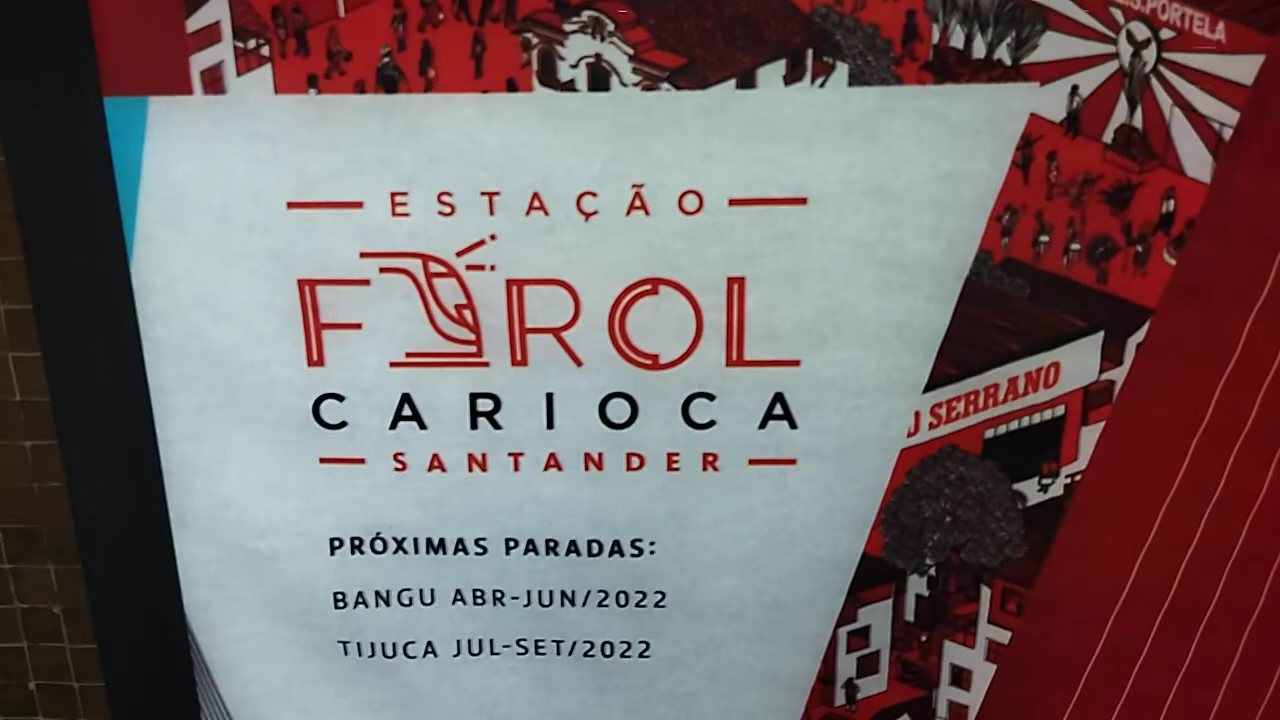 G.R.E.S. PORTELA
ESTAÇÃO
FAROL
CARIOCA
SANTANDER
SERRANO
PRÓXIMAS PARADAS:
BANGU ABR-JUN/2022
TIJUCA JUL-SET/2022